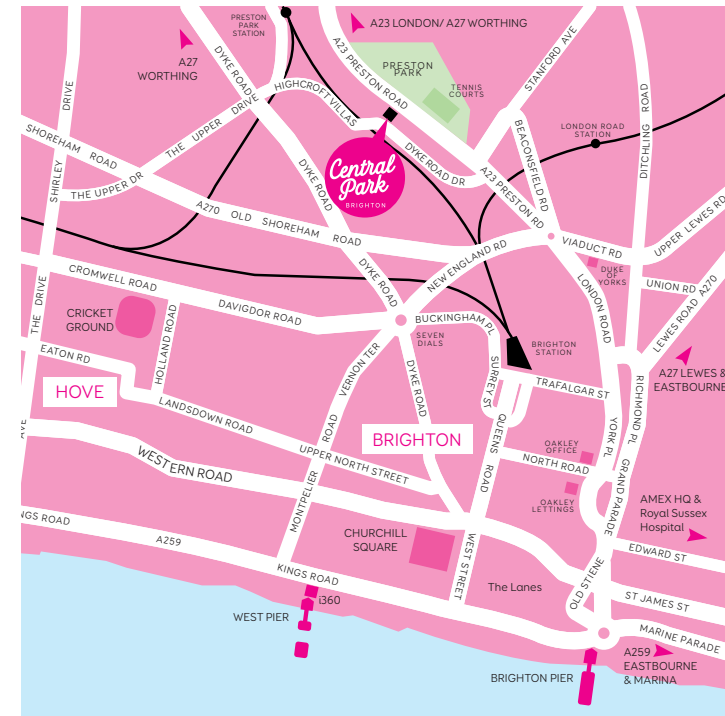 PRESTON
PARK
STATION
A23 LONDON/ A27 WORTHING
A27
WORTHING
DYKE ROAD
A23 PRESTON ROAD
PRESTON
PARK
TENNIS
COURTS
STANFORD AVE
HIGHCROFT VILLAS
THE UPPER DRIVE
SHIRLEY DRIVE
SHOREHAM ROAD
THE UPPER DR
LONDON ROAD
STATION
DITCHLING ROAD
BEACONSFIELD RD
DYKE ROAD DR
A23 PRESTON RD
Central
Park
BRIGHTON
DYKE ROAD
A270 OLD SHOREHAM ROAD
UPPER LEWES RD
VIADUCT RD
NEW ENGLAND RD
DUKE
OF
YORKS
UNION RD
LEWES ROAD A270
LONDON ROAD
DYKE ROAD
CROMWELL ROAD
DAVIGDOR ROAD
THE DRIVE
CRICKET
GROUND
HOLLAND ROAD
BUCKINGHAM PL
SEVEN
DIALS
BRIGHTON
STATION
EATON RD
VERNON TER
DYKE ROAD
SURREY ST
TRAFALGAR ST
A27 LEWES &
EASTBOURNE
HOVE
LANDSDOWN ROAD
RICHMOND PL
YORK PL
QUEENS ROAD
BRIGHTON
AVE
WESTERN ROAD
UPPER NORTH STREET
MONTPELIER ROAD
OAKLEY
OFFICE
NORTH ROAD
GRAND PARADE
OAKLEY
LETTINGS
AMEX HQ &
Royal Sussex
Hospital
NGS ROAD
A259
CHURCHILL
SQUARE
WEST STREET
EDWARD ST
KINGS ROAD
The Lanes
OLD STIENE
ST JAMES ST
i360
WEST PIER
MARINE PARADE
A259
EASTBOURNE
& MARINA
BRIGHTON PIER